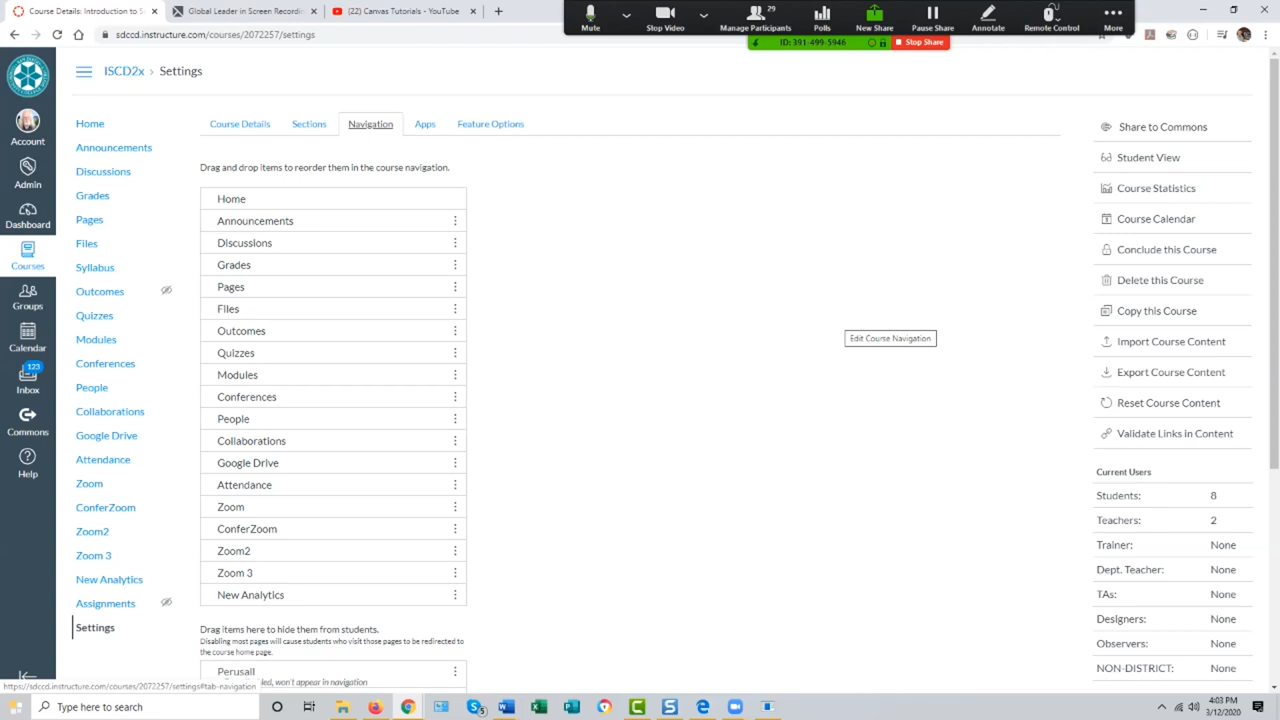 Course Details: Introduction to S
Global Leader in Screen Recordin
(22) Canvas Tutorials - YouTube
Mute
Stop Video
29
Manage Participants
Polls
New Share
Pause Share
Annotate
Remote Control
More
ID: 391-499-5946
Stop Share
sdccd.instructure.com/courses/2072257/settings
ISCD2x › Settings
Account
Admin
Dashboard
Courses
Groups
Calendar
123
Inbox
Commons
Help
Home
Announcements
Discussions
Grades
Pages
Files
Syllabus
Outcomes
Quizzes
Modules
Conferences
People
Collaborations
Google Drive
Attendance
Zoom
ConferZoom
Zoom2
Zoom 3
New Analytics
Assignments
Settings
Course Details
Sections
Navigation
Apps
Feature Options
Drag and drop items to reorder them in the course navigation.
Home
Announcements
Discussions
Grades
Pages
Files
Outcomes
Quizzes
Modules
Conferences
People
Collaborations
Google Drive
Attendance
Zoom
ConferZoom
Zoom2
Zoom 3
New Analytics
Drag items here to hide them from students.
Disabling most pages will cause students who visit those pages to be redirected to
the course home page.
Perusall
led, won't appear in navigation
Edit Course Navigation
Share to Commons
Student View
Course Statistics
Course Calendar
Conclude this Course
Delete this Course
Copy this Course
Import Course Content
Export Course Content
Reset Course Content
Validate Links in Content
Current Users
Students: 8
Teachers: 2
Trainer: None
Dept. Teacher: None
TAs: None
Designers: None
Observers: None
NON-DISTRICT: None
https://sdccd.instructure.com/courses/2072257/settings#tab-navigation
Type here to search
4:03 PM
3/12/2020